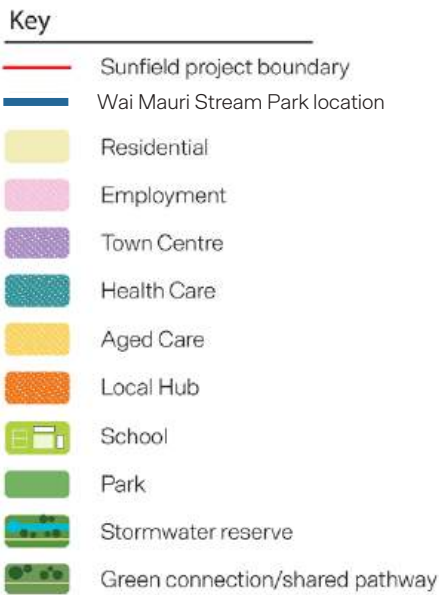 Key
Sunfield project boundary
Wai Mauri Stream Park location
Residential
Employment
Town Centre
Health Care
Aged Care
Local Hub
School
Park
Stormwater reserve
Green connection/shared pathway